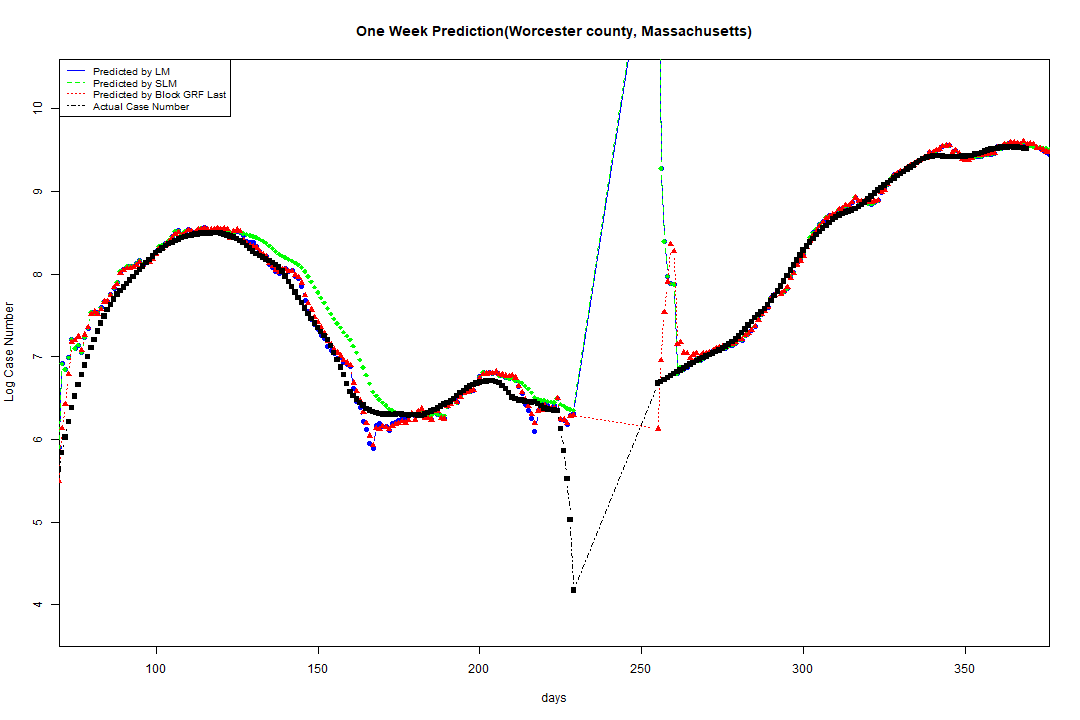 One Week Prediction(Worcester county, Massachusetts)
Predicted by LM
Predicted by SLM
Predicted by Block GRF Last
Actual Case Number
10
9
8
7
6
5
4
Log Case Number
100 150 200 250 300 350
days